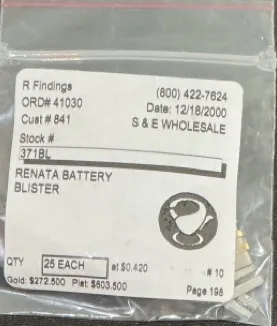 R Findings (800) 422-7624
ORD# 41030 Date: 12/18/2000
Cust # 841 S & E WHOLESALE
Stock #
371BL
RENATA BATTERY
BLISTER
QTY 25 EACH at $0.420 # 10
Gold: $272.500 Plat: $603.500 Page 196